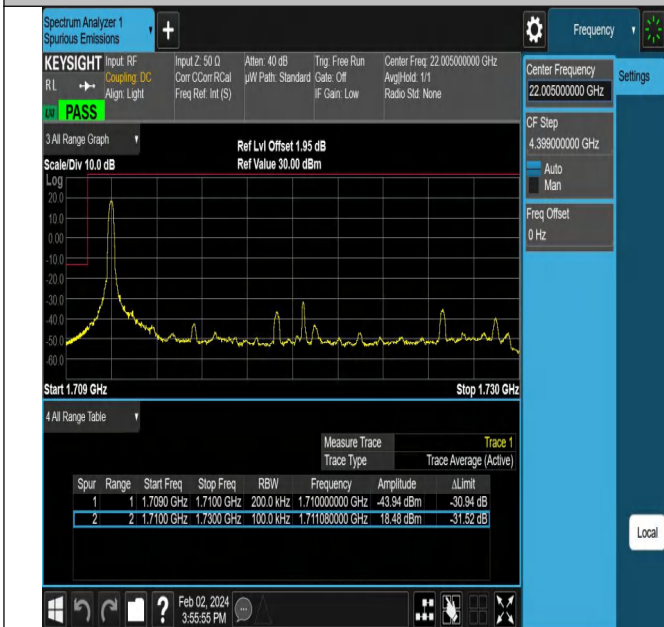 Spectrum Analyzer 1
Spurious Emissions
Frequency
KEYSIGHT
RL
PASS
Input: RF
Coupling: DC
Align: Light
Input Z: 50 Ω
Corr CCorr RCal
Freq Ref: Int (S)
Atten: 40 dB
µW Path: Standard
Trig: Free Run
Gate: Off
IF Gain: Low
Center Freq: 22.005000000 GHz
Avg|Hold: 1/1
Radio Std: None
Center Frequency
22.005000000 GHz
Settings
CF Step
4.399000000 GHz
Auto
Man
Freq Offset
0 Hz
Local
3 All Range Graph
Scale/Div 10.0 dB
Ref Lvl Offset 1.95 dB
Ref Value 30.00 dBm
Log
20.0
10.0
0.00
-10.0
-20.0
-30.0
-40.0
-50.0
-60.0
Start 1.709 GHz
Stop 1.730 GHz
4 All Range Table
Measure Trace Trace 1
Trace Type Trace Average (Active)
Spur Range Start Freq Stop Freq RBW Frequency Amplitude ΔLimit
1 1 1.7090 GHz 1.7100 GHz 200.0 kHz 1.710000000 GHz -43.94 dBm -30.94 dB
2 2 1.7100 GHz 1.7300 GHz 100.0 kHz 1.711080000 GHz 18.48 dBm -31.52 dB
?
Feb 02, 2024
3:55:55 PM